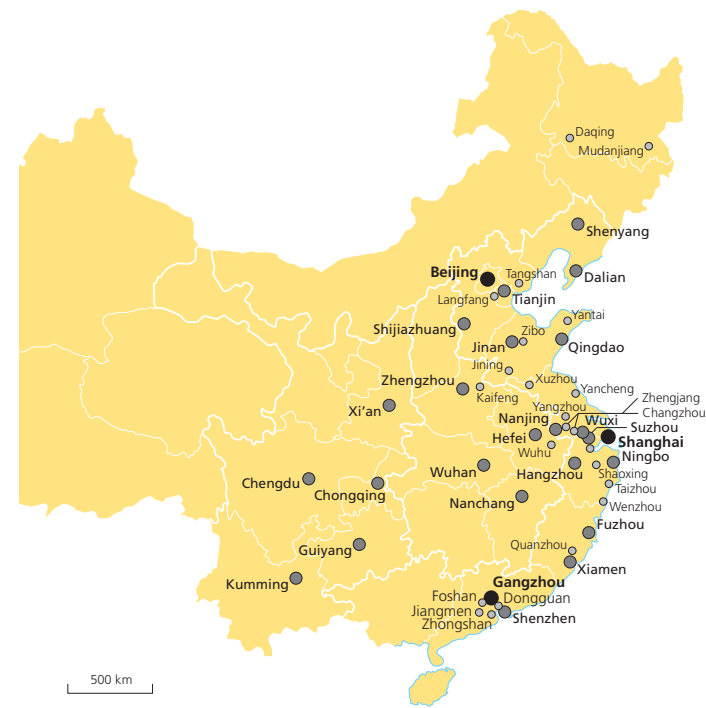 Daqing
Mudanjiang
Shenyang
Beijing
Tangshan
Dalian
Langfang
Tianjin
Yantai
Shijiazhuang
Zibo
Jinan
Qingdao
Jining
Zhengzhou
Xuzhou
Kaifeng
Yancheng
Zhengjang
Xi'an
Yangzhou
Changzhou
Nanjing
Wuxi
Suzhou
Hefei
Shanghai
Wuhu
Ningbo
Wuhan
Hangzhou
Shaoxing
Chengdu
Taizhou
Chongqing
Nanchang
Wenzhou
Fuzhou
Guiyang
Quanzhou
Xiamen
Kumming
Gangzhou
Foshan
Dongguan
Jiangmen
Shenzhen
Zhongshan
500 km